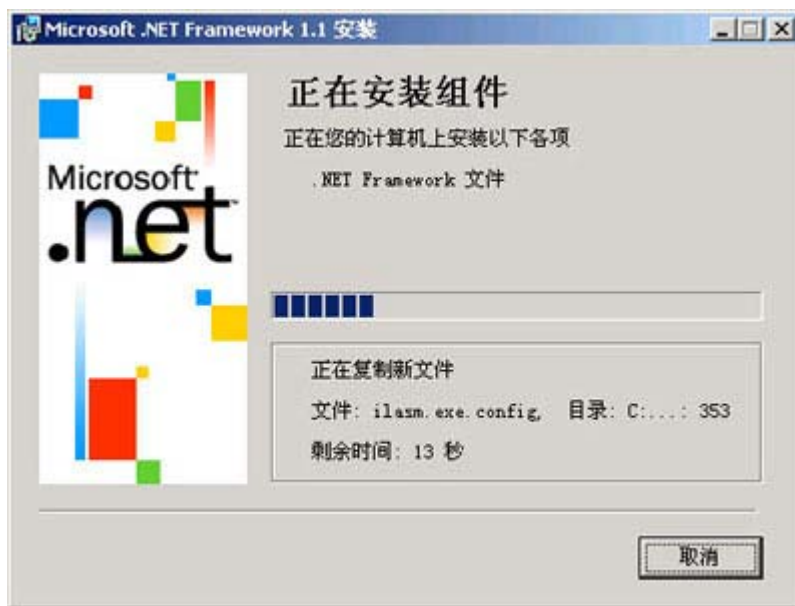 Microsoft .NET Framework 1.1 安装
Microsoft
.net
正在安装组件
正在您的计算机上安装以下各项
.NET Framework 文件
正在复制新文件
文件: ilasm.exe.config, 目录: C:...: 353
剩余时间: 13 秒
取消